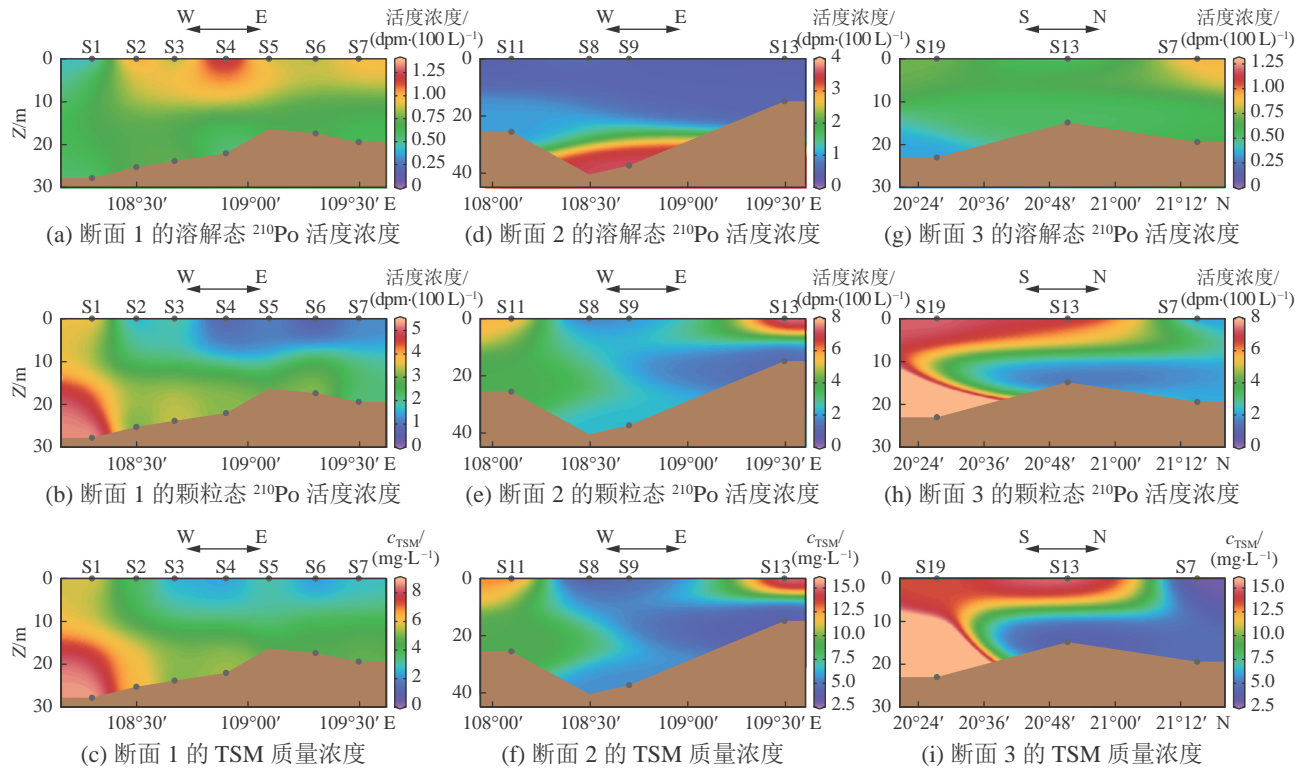 W E 活度浓度/
S1 S2 S3 S4 S5 S6 S7 (dpm·(100 L)⁻¹
0 10 20 30
Z/m
1.25 1.00 0.75 0.50 0.25 0
108°30′ 109°00′ 109°30′ E
(a) 断面 1 的溶解态 ²¹⁰Po 活度浓度
W E 活度浓度/
S11 S8 S9 S13 (dpm·(100 L)⁻¹
0 20 40
4 3 2 1 0
108°00′ 108°30′ 109°00′ 109°30′ E
(d) 断面 2 的溶解态 ²¹⁰Po 活度浓度
S N 活度浓度/
S19 S13 S7 (dpm·(100 L)⁻¹
0 10 20 30
1.25 1.00 0.75 0.50 0.25 0
20°24′ 20°36′ 20°48′ 21°00′ 21°12′ N
(g) 断面 3 的溶解态 ²¹⁰Po 活度浓度
W E 活度浓度/
S1 S2 S3 S4 S5 S6 S7 (dpm·(100 L)⁻¹
0 10 20 30
Z/m
5 4 3 2 1 0
108°30′ 109°00′ 109°30′ E
(b) 断面 1 的颗粒态 ²¹⁰Po 活度浓度
W E 活度浓度/
S11 S8 S9 S13 (dpm·(100 L)⁻¹
0 20 40
8 6 4 2 0
108°00′ 108°30′ 109°00′ 109°30′ E
(e) 断面 2 的颗粒态 ²¹⁰Po 活度浓度
S N 活度浓度/
S19 S13 S7 (dpm·(100 L)⁻¹
0 10 20 30
8 6 4 2 0
20°24′ 20°36′ 20°48′ 21°00′ 21°12′ N
(h) 断面 3 的颗粒态 ²¹⁰Po 活度浓度
W E c_TSM/
S1 S2 S3 S4 S5 S6 S7 (mg·L⁻¹
0 10 20 30
Z/m
8 6 4 2 0
108°30′ 109°00′ 109°30′ E
(c) 断面 1 的 TSM 质量浓度
W E c_TSM/
S11 S8 S9 S13 (mg·L⁻¹
0 20 40
15.0 12.5 10.0 7.5 5.0 2.5
108°00′ 108°30′ 109°00′ 109°30′ E
(f) 断面 2 的 TSM 质量浓度
S N c_TSM/
S19 S13 S7 (mg·L⁻¹
0 10 20 30
15.0 12.5 10.0 7.5 5.0 2.5
20°24′ 20°36′ 20°48′ 21°00′ 21°12′ N
(i) 断面 3 的 TSM 质量浓度